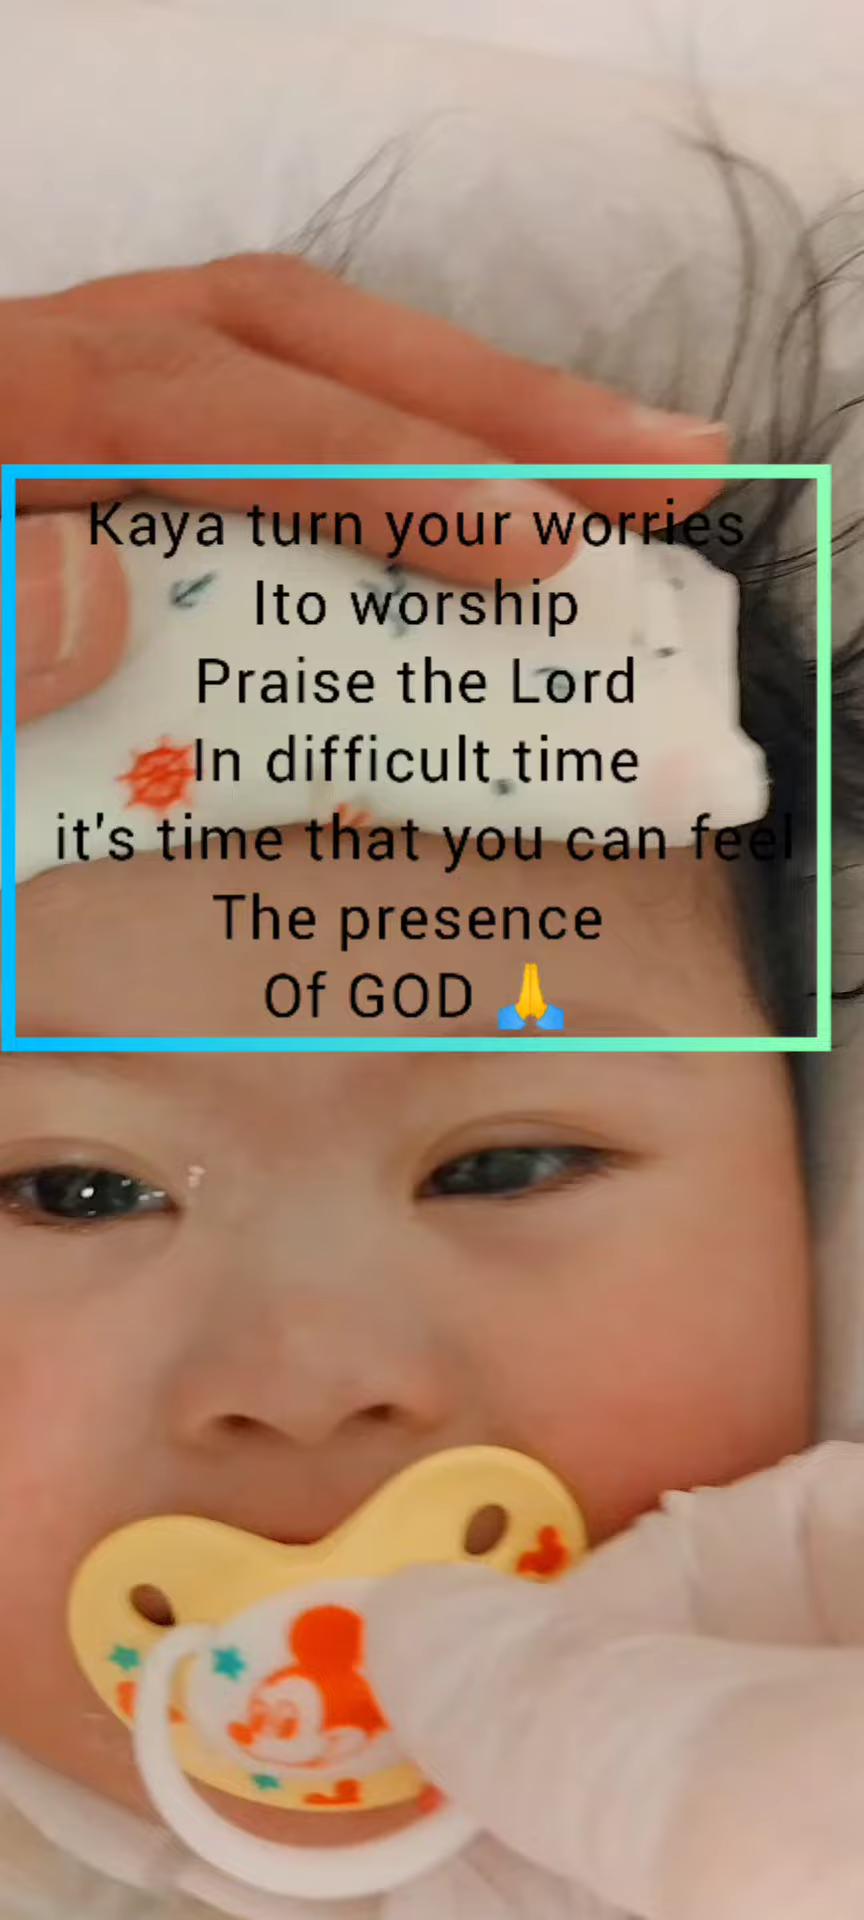 Kaya turn your worries
Ito worship
Praise the Lord
In difficult time
it's time that you can feel
The presence
Of GOD 🙏